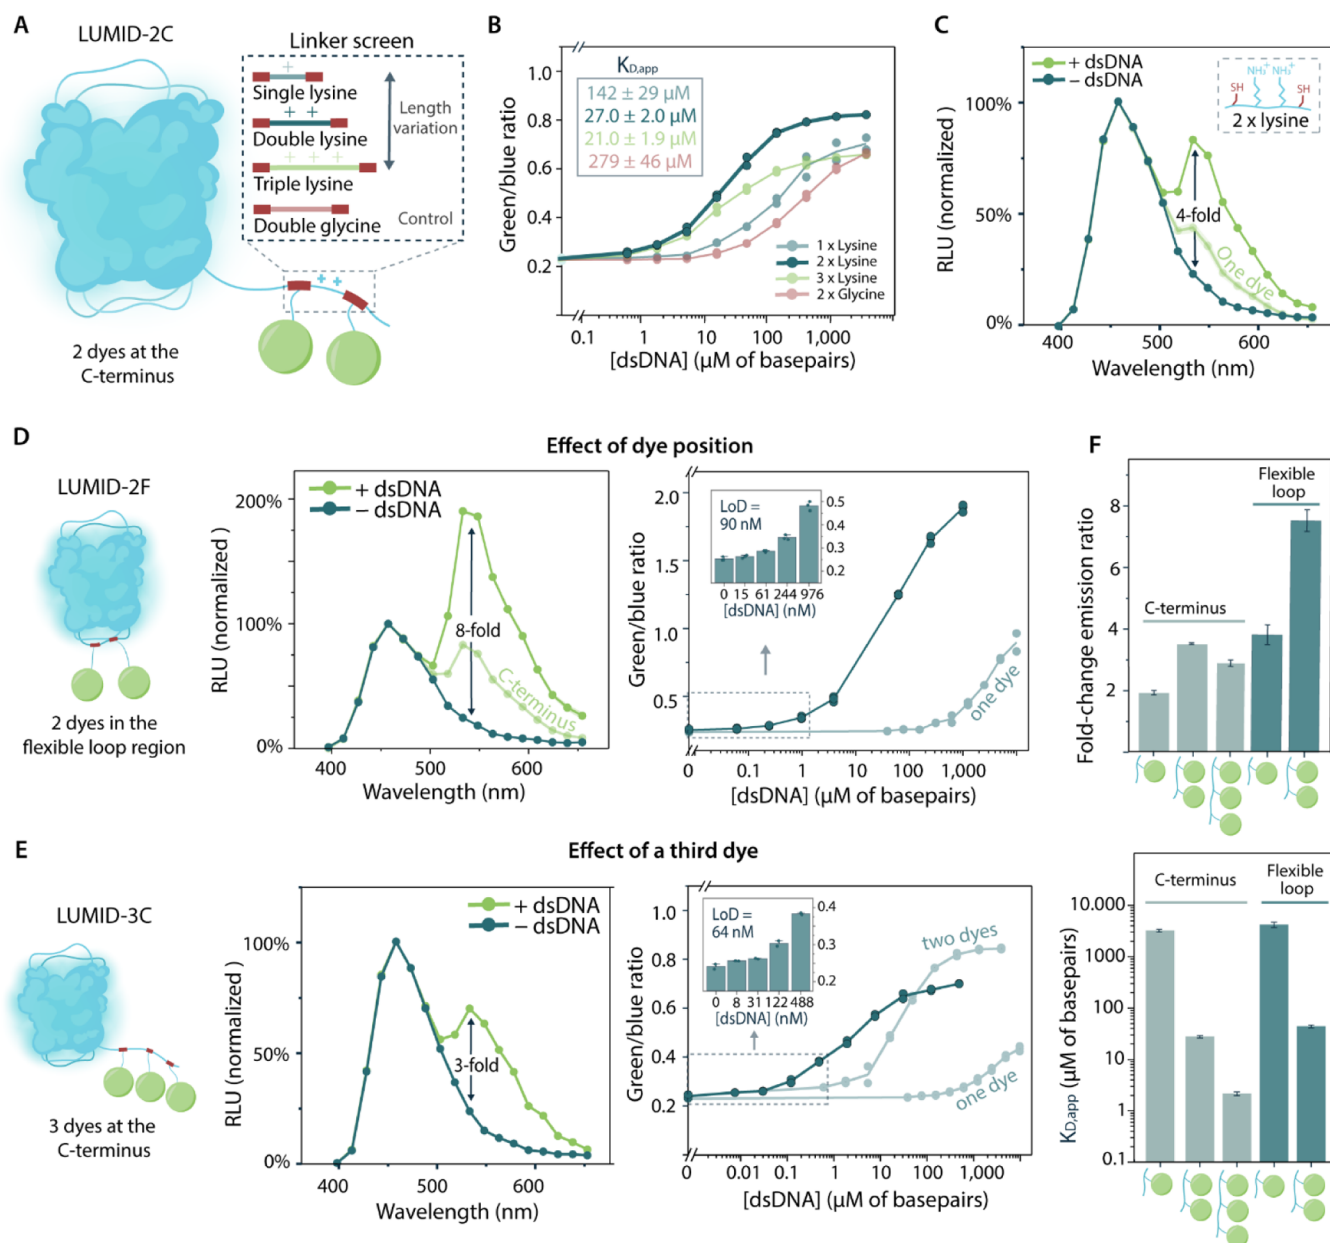 A
LUMID-2C
Linker screen
+
Single lysine
+ +
Double lysine
+ + +
Triple lysine
Double glycine
Length
variation
Control
+ +
2 dyes at the
C-terminus
B
K_D,app
142 ± 29 µM
27.0 ± 2.0 µM
21.0 ± 1.9 µM
279 ± 46 µM
Green/blue ratio
1.0
0.8
0.6
0.4
0.2
1 x Lysine
2 x Lysine
3 x Lysine
2 x Glycine
0.1 1 10 100 1,000
[dsDNA] (µM of basepairs)
C
+ dsDNA
– dsDNA
NH₃⁺ NH₃⁺
SH SH
2 x lysine
RLU (normalized)
100%
50%
0%
4-fold
One dye
400 500 600
Wavelength (nm)
D
Effect of dye position
LUMID-2F
2 dyes in the
flexible loop region
+ dsDNA
– dsDNA
RLU (normalized)
200%
100%
0%
8-fold
C-terminus
400 500 600
Wavelength (nm)
Green/blue ratio
2.0
1.5
1.0
0.5
LoD =
90 nM
0.5
0.4
0.3
0.2
0 15 61 244 976
[dsDNA] (nM)
one dye
0 0.1 1 10 100 1,000
[dsDNA] (µM of basepairs)
F
Fold-change emission ratio
8
6
4
2
C-terminus
Flexible
loop
E
Effect of a third dye
LUMID-3C
3 dyes at the
C-terminus
+ dsDNA
– dsDNA
RLU (normalized)
100%
50%
0%
3-fold
400 500 600
Wavelength (nm)
Green/blue ratio
1.0
0.8
0.6
0.4
0.2
LoD =
64 nM
0.4
0.3
0.2
0 8 31 122 488
[dsDNA] (nM)
two dyes
one dye
0 0.01 0.1 1 10 100 1,000
[dsDNA] (µM of basepairs)
K_D,app (µM of basepairs)
C-terminus
Flexible
loop
10.000
1000
100
10
1
0.1